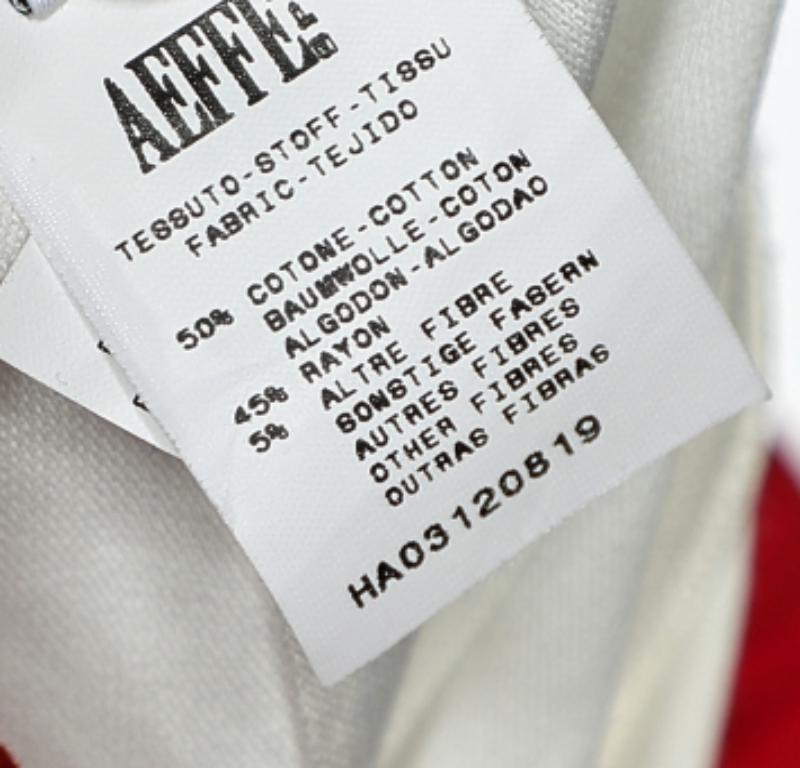 AEFFE
TESSUTO-STOFF-TISSU
FABRIC-TEJIDO
50% COTONE-COTTON
BAUMWOLLE-COTON
ALGODON-ALGODAO
45% RAYON
5% ALTRE FIBRE
SONSTIGE FASERN
AUTRES FIBRES
OTHER FIBRES
OUTRAS FIBRAS
HA03120819